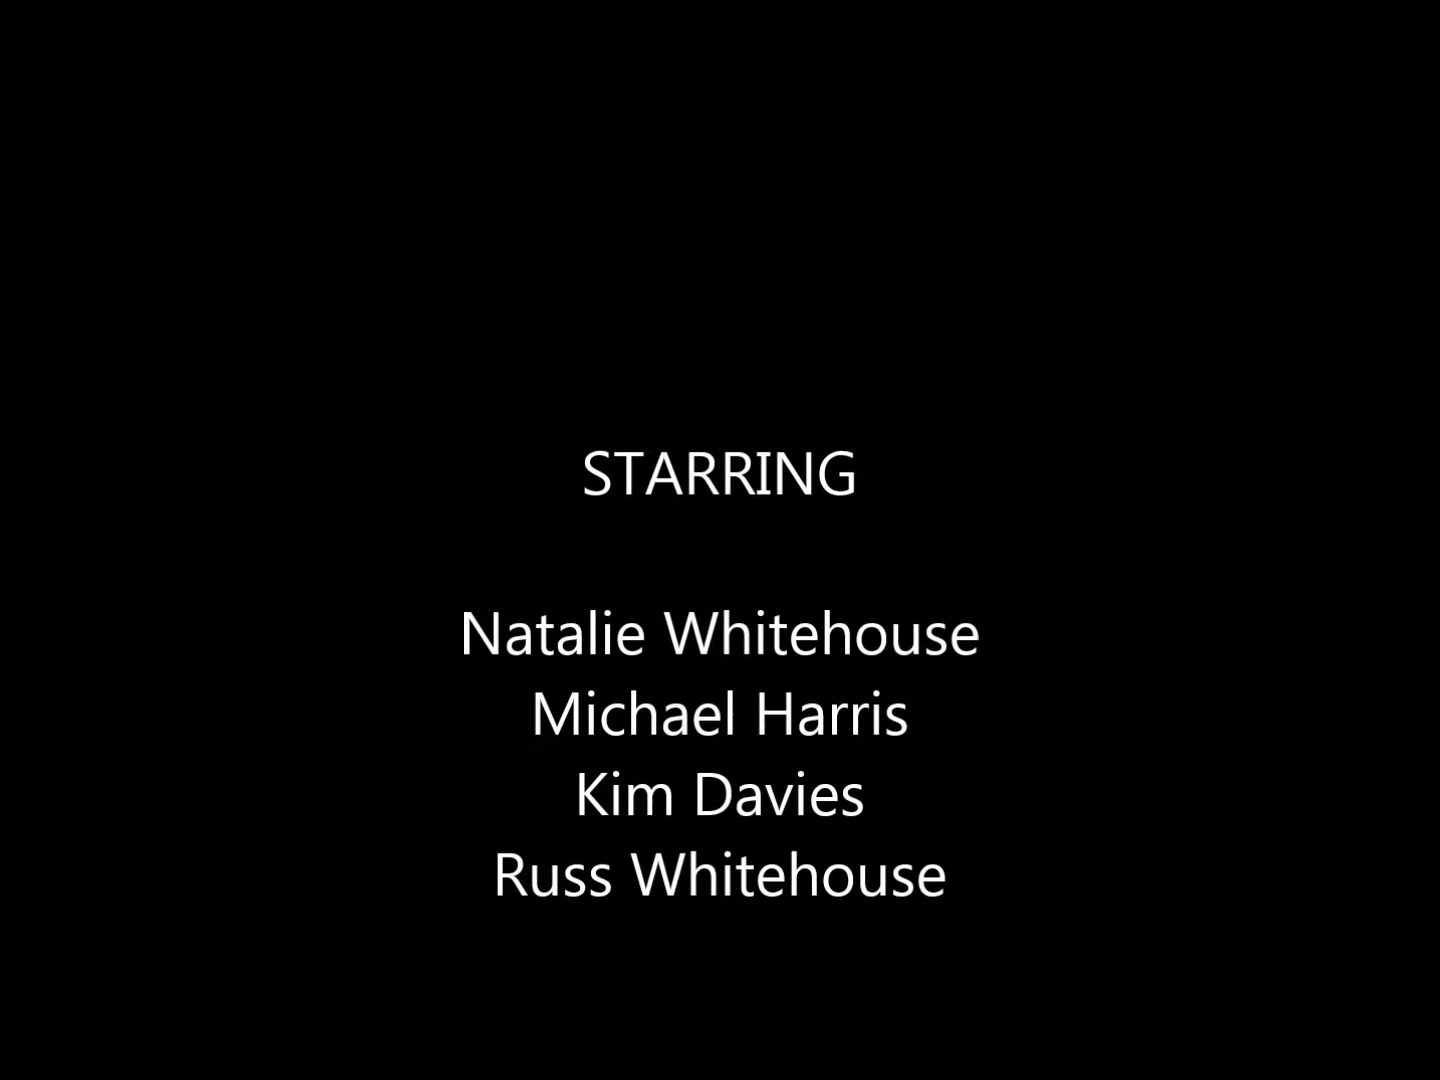 STARRING
Natalie Whitehouse
Michael Harris
Kim Davies
Russ Whitehouse